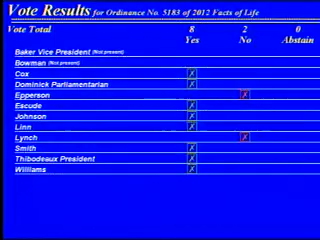 Vote Results for Ordinance No. 5183 of 2012 Facts of Life
Vote Total 8 2 0
Yes No Abstain
Baker Vice President (Not present)
Bowman (Not present)
Cox ✗
Dominick Parliamentarian ✗
Epperson ✗
Escude ✗
Johnson ✗
Linn ✗
Lynch ✗
Smith ✗
Thibodeaux President ✗
Williams ✗